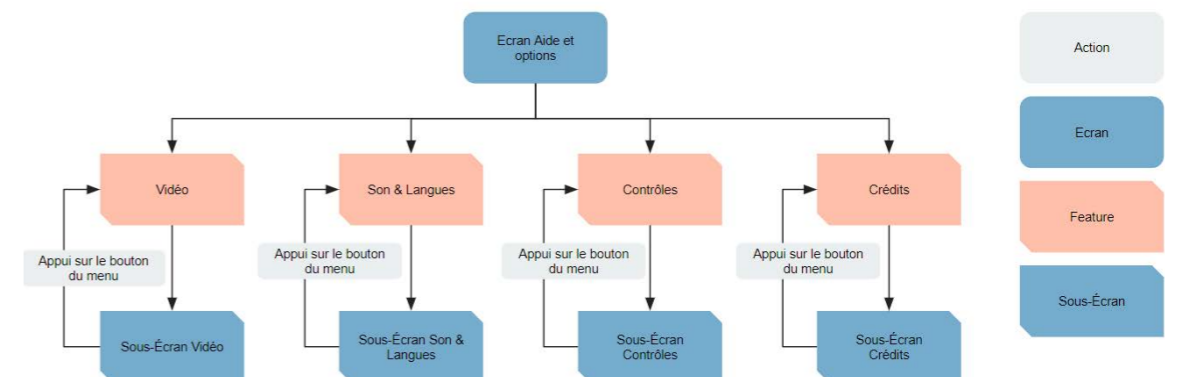 Ecran Aide et
options
Action
Ecran
Vidéo
Son & Langues
Contrôles
Crédits
Feature
Appui sur le bouton
du menu
Appui sur le bouton
du menu
Appui sur le bouton
du menu
Appui sur le bouton
du menu
Sous-Écran
Sous-Écran Vidéo
Sous-Écran Son &
Langues
Sous-Écran
Contrôles
Sous-Écran
Crédits